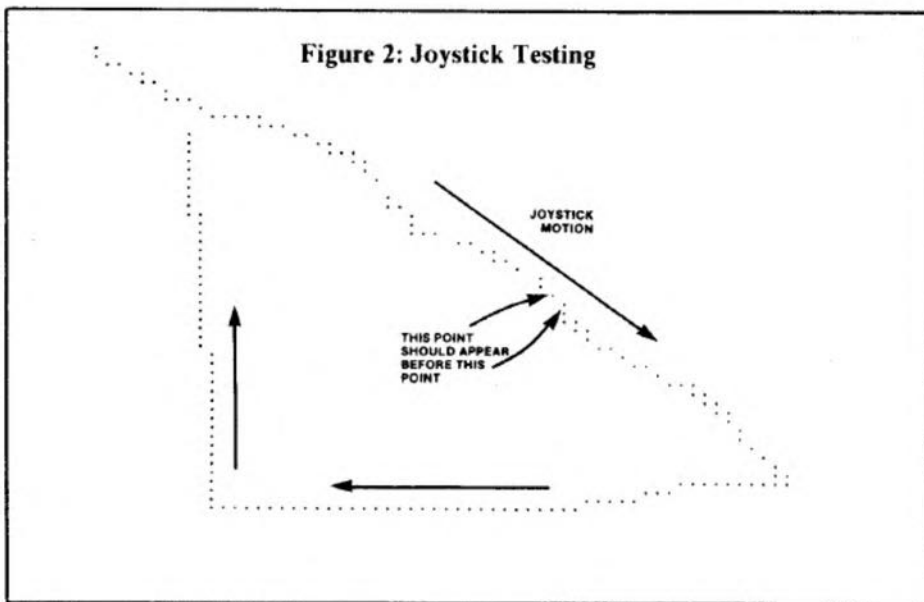 Figure 2: Joystick Testing
JOYSTICK
MOTION
THIS POINT
SHOULD APPEAR
BEFORE THIS
POINT